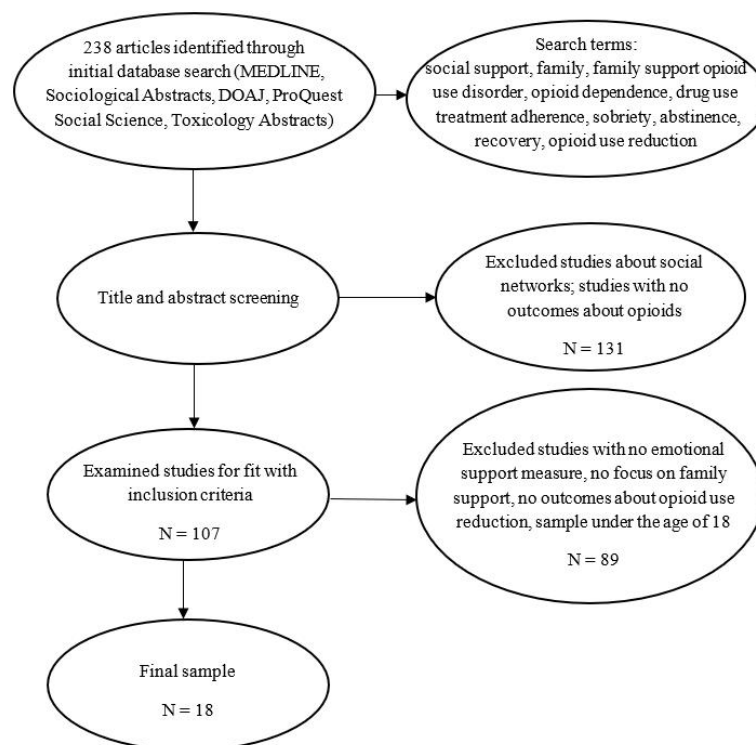 238 articles identified through
initial database search (MEDLINE,
Sociological Abstracts, DOAJ, ProQuest
Social Science, Toxicology Abstracts)
Search terms:
social support, family, family support opioid
use disorder, opioid dependence, drug use
treatment adherence, sobriety, abstinence,
recovery, opioid use reduction
Title and abstract screening
Excluded studies about social
networks; studies with no
outcomes about opioids
N = 131
Examined studies for fit with
inclusion criteria
N = 107
Excluded studies with no emotional
support measure, no focus on family
support, no outcomes about opioid use
reduction, sample under the age of 18
N = 89
Final sample
N = 18